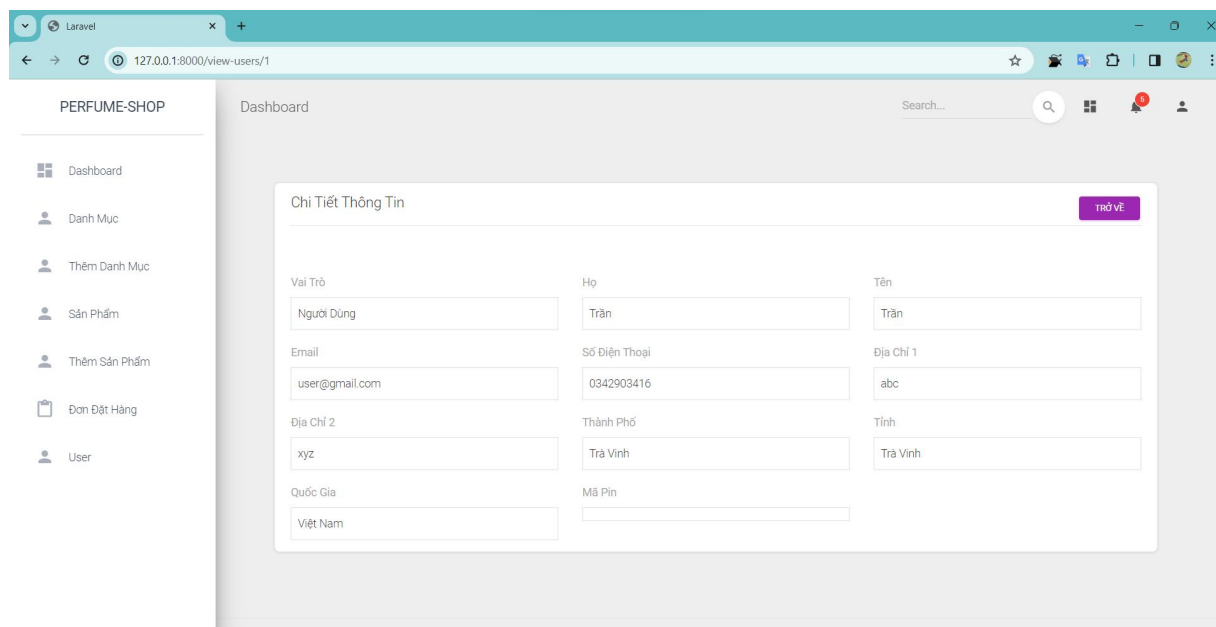 Laravel
127.0.0.1:8000/view-users/1
PERFUME-SHOP
Dashboard
Search...
5
Dashboard
Danh Mục
Thêm Danh Mục
Sản Phẩm
Thêm Sản Phẩm
Đơn Đặt Hàng
User
Chi Tiết Thông Tin
TRỞ VỀ
Vai Trò Họ Tên
Người Dùng Trần Trần
Email Số Điện Thoại Địa Chỉ 1
user@gmail.com 0342903416 abc
Địa Chỉ 2 Thành Phố Tỉnh
xyz Trà Vinh Trà Vinh
Quốc Gia Mã Pin
Việt Nam